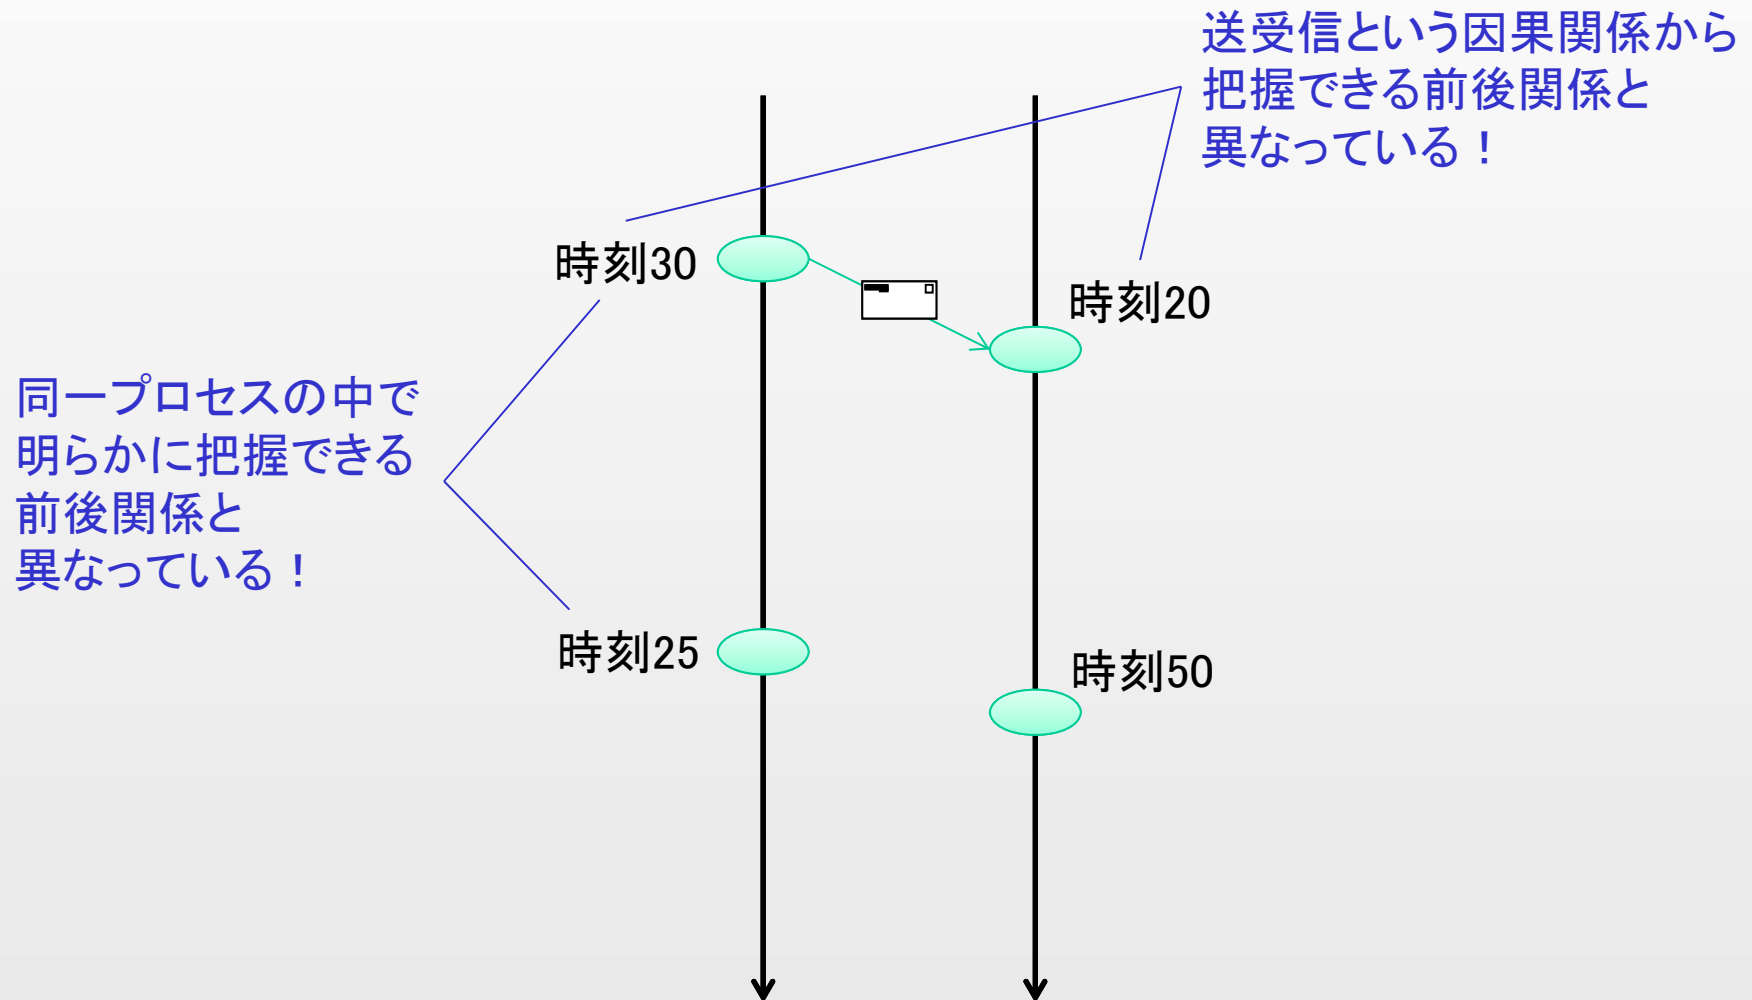 送受信という因果関係から
把握できる前後関係と
異なっている！
時刻30
時刻20
同一プロセスの中で
明らかに把握できる
前後関係と
異なっている！
時刻25
時刻50